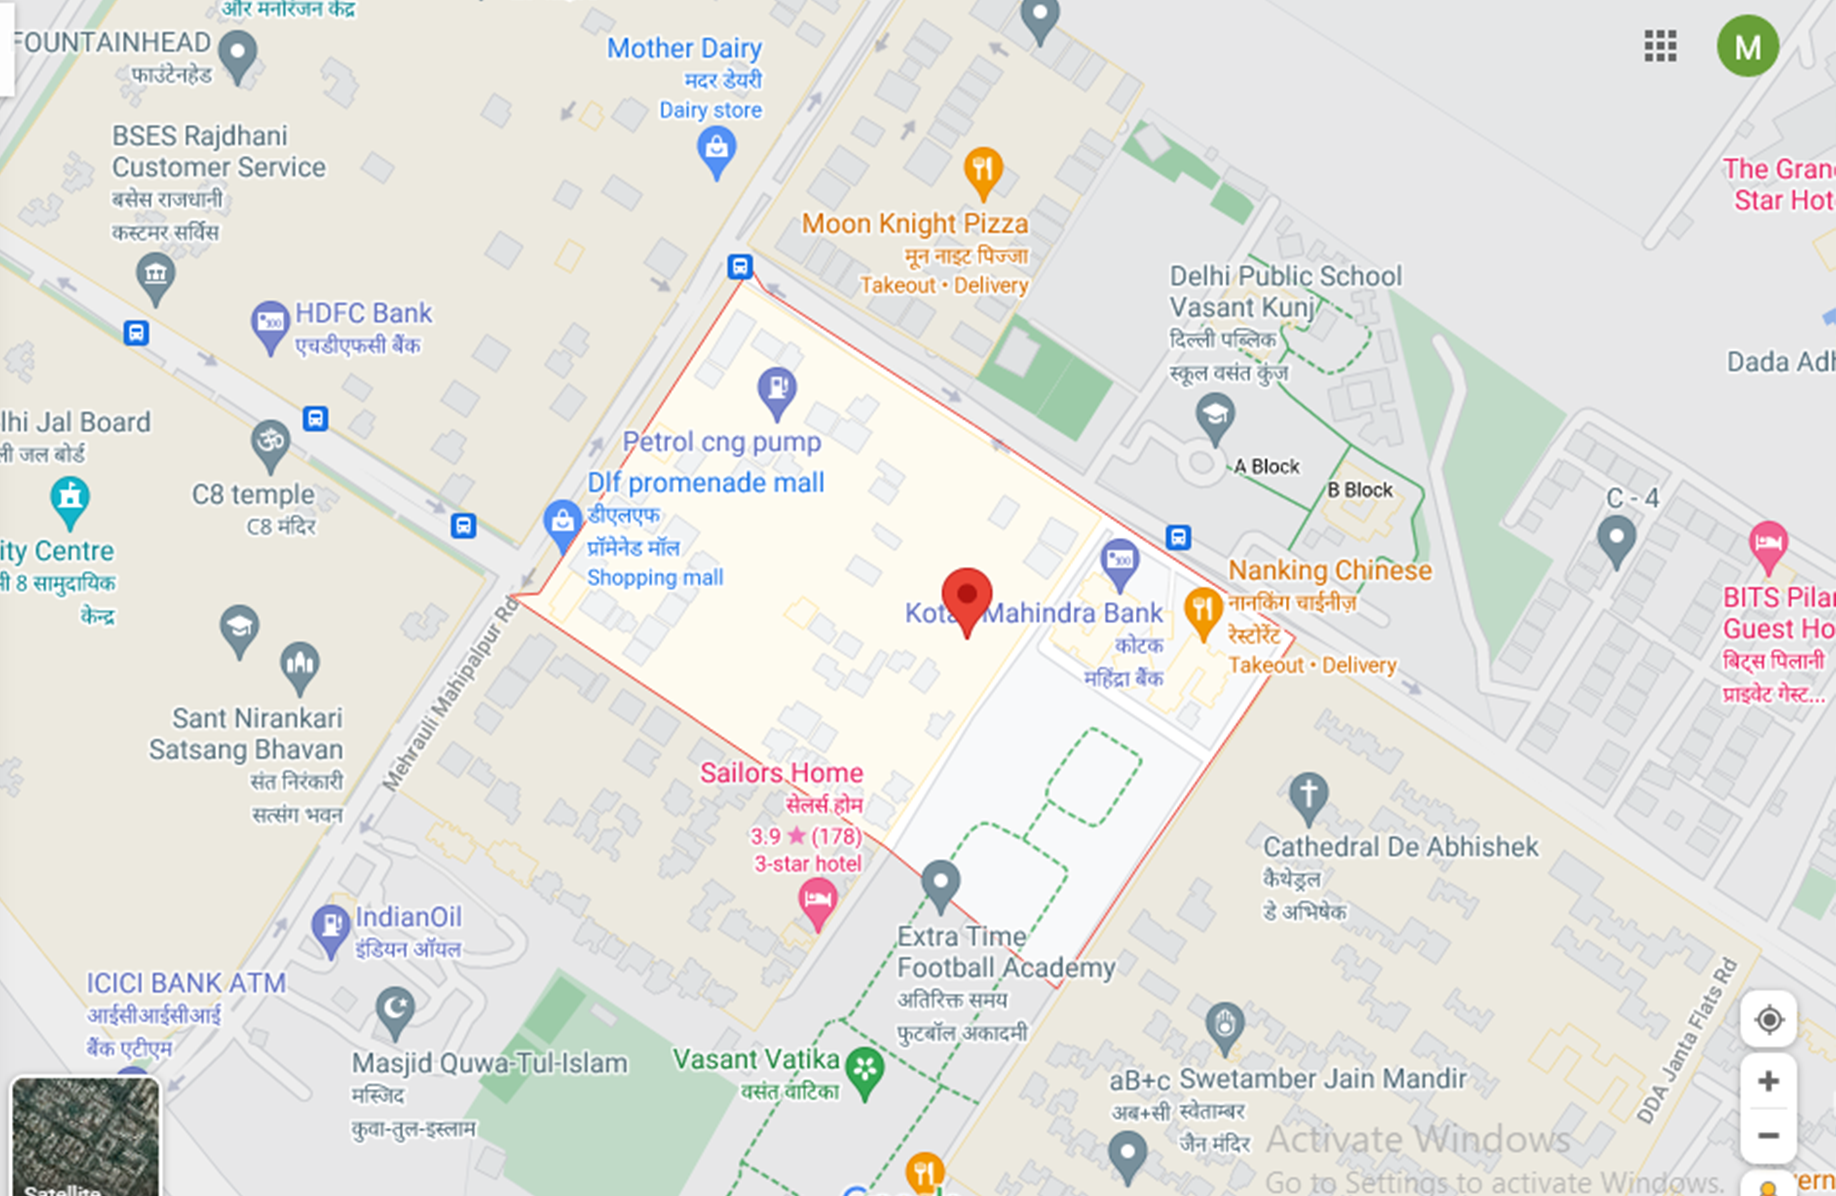 और मनोरंजन केंद्र
FOUNTAINHEAD
फाउंटेनहेड
Mother Dairy
मदर डेयरी
Dairy store
M
BSES Rajdhani
Customer Service
बसेस राजधानी
कस्टमर सर्विस
Moon Knight Pizza
मून नाइट पिज्जा
Takeout • Delivery
The Gran
Star Hot
Delhi Public School
Vasant Kunj
दिल्ली पब्लिक
स्कूल वसंत कुंज
HDFC Bank
एचडीएफसी बैंक
Dada Adh
lhi Jal Board
ली जल बोर्ड
Petrol cng pump
A Block
B Block
C8 temple
C8 मंदिर
Dlf promenade mall
डीएलएफ
प्रॉमेनेड मॉल
Shopping mall
C - 4
ity Centre
नी 8 सामुदायिक
केन्द्र
Nanking Chinese
नानकिंग चाईनीज़
रेस्टोरेंट
Takeout • Delivery
Mahindra Bank
कोटक
महिंद्रा बैंक
BITS Pilar
Guest Ho
बिट्स पिलानी
प्राइवेट गेस्ट...
Mehrauli Mahipalpur Rd
Sant Nirankari
Satsang Bhavan
संत निरंकारी
सत्संग भवन
Sailors Home
सेलर्स होम
3.9 ★ (178)
3-star hotel
Cathedral De Abhishek
कैथेड्रल
डे अभिषेक
IndianOil
इंडियन ऑयल
Extra Time
Football Academy
अतिरिक्त समय
फुटबॉल अकादमी
ICICI BANK ATM
आईसीआईसीआई
बैंक एटीएम
DDA Janta Flats Rd
Masjid Quwa-Tul-Islam
मस्जिद
कुवा-तुल-इस्लाम
Vasant Vatika
वसंत वाटिका
aB+c
अब+सी
Swetamber Jain Mandir
स्वेताम्बर
जैन मंदिर
Activate Windows
Go to Settings to activate Windows.
Satellite
ern